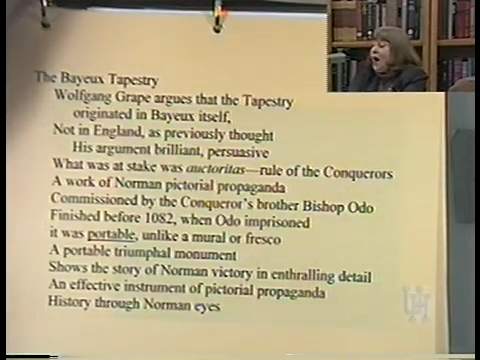 The Bayeux Tapestry
Wolfgang Grape argues that the Tapestry
originated in Bayeux itself,
Not in England, as previously thought
His argument brilliant, persuasive
What was at stake was auctoritas—rule of the Conquerors
A work of Norman pictorial propaganda
Commissioned by the Conqueror's brother Bishop Odo
Finished before 1082, when Odo imprisoned
it was portable, unlike a mural or fresco
A portable triumphal monument
Shows the story of Norman victory in enthralling detail
An effective instrument of pictorial propaganda
History through Norman eyes
UH